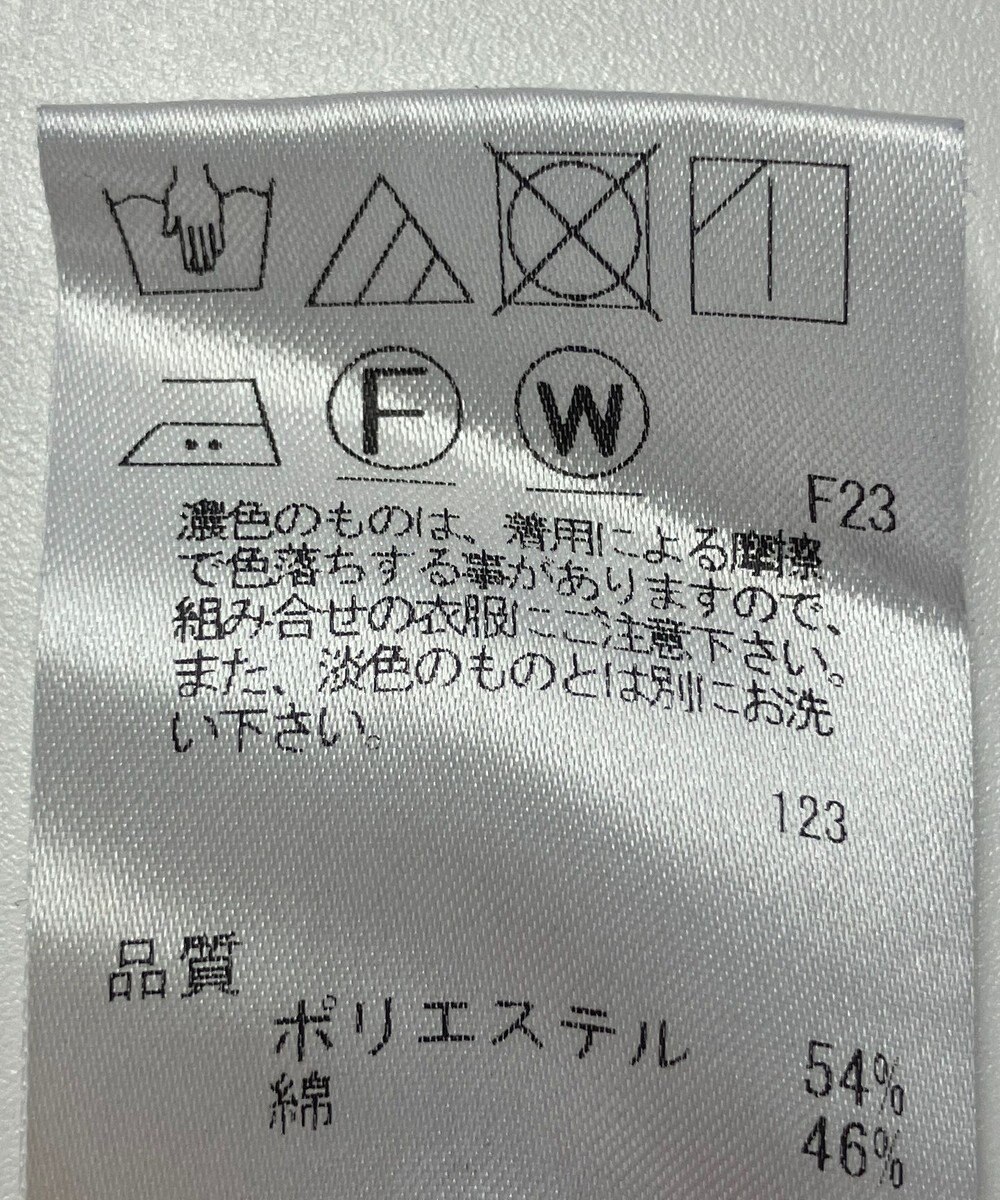 F
W
F23
濃色のものは、着用による摩擦
で色落ちする事がありますので、
組み合せの衣服にご注意下さい。
また、淡色のものとは別にお洗
い下さい。
123
品質
ポリエステル 54%
綿 46%